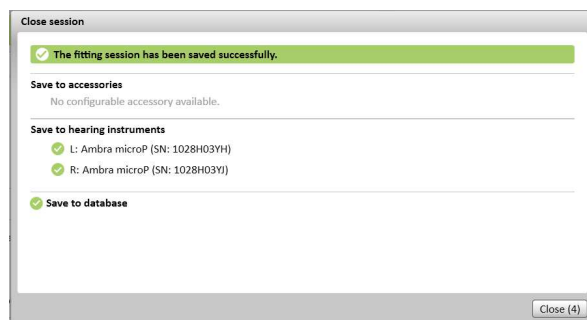 Close session
The fitting session has been saved successfully.
Save to accessories
No configurable accessory available.
Save to hearing instruments
L: Ambra microP (SN: 1028H03YH)
R: Ambra microP (SN: 1028H03YJ)
Save to database
Close (4)